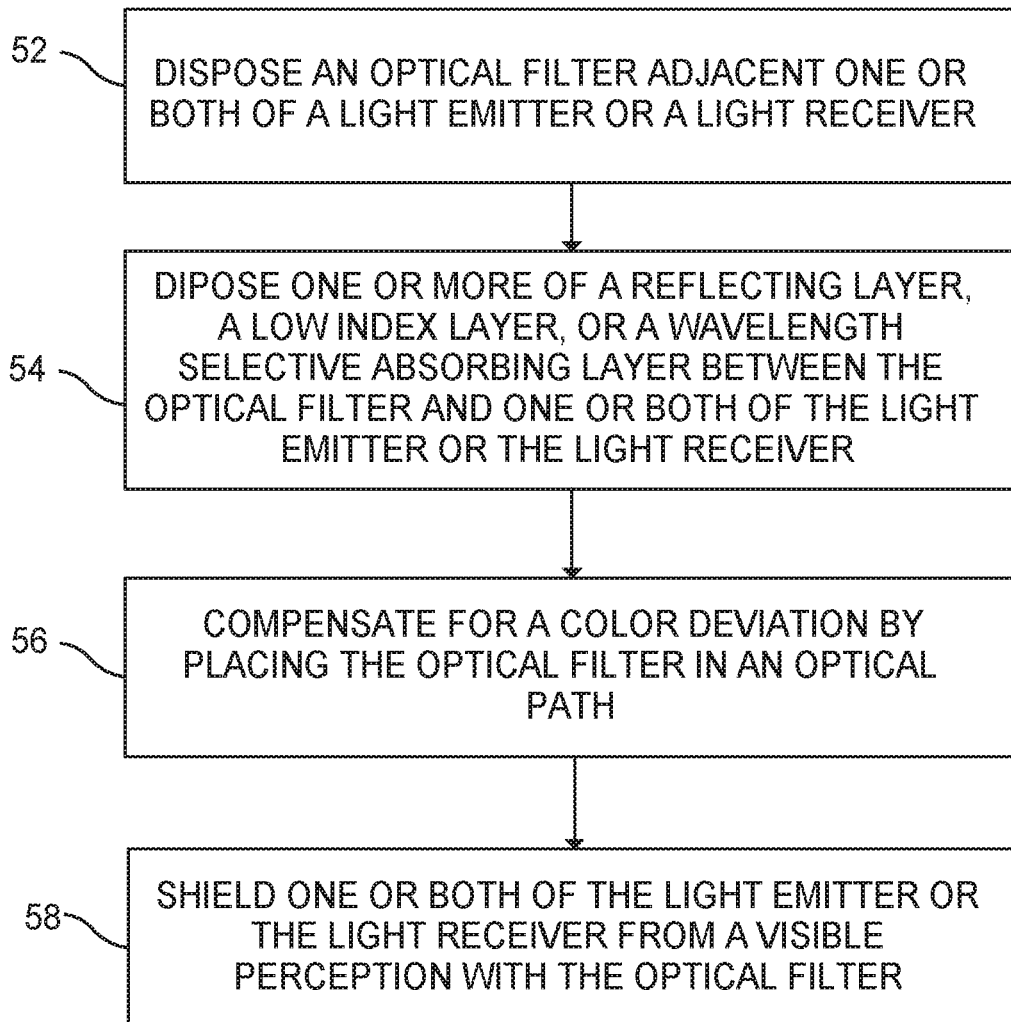 52
DISPOSE AN OPTICAL FILTER ADJACENT ONE OR
BOTH OF A LIGHT EMITTER OR A LIGHT RECEIVER
54
DIPOSE ONE OR MORE OF A REFLECTING LAYER,
A LOW INDEX LAYER, OR A WAVELENGTH
SELECTIVE ABSORBING LAYER BETWEEN THE
OPTICAL FILTER AND ONE OR BOTH OF THE LIGHT
EMITTER OR THE LIGHT RECEIVER
56
COMPENSATE FOR A COLOR DEVIATION BY
PLACING THE OPTICAL FILTER IN AN OPTICAL
PATH
58
SHIELD ONE OR BOTH OF THE LIGHT EMITTER OR
THE LIGHT RECEIVER FROM A VISIBLE
PERCEPTION WITH THE OPTICAL FILTER